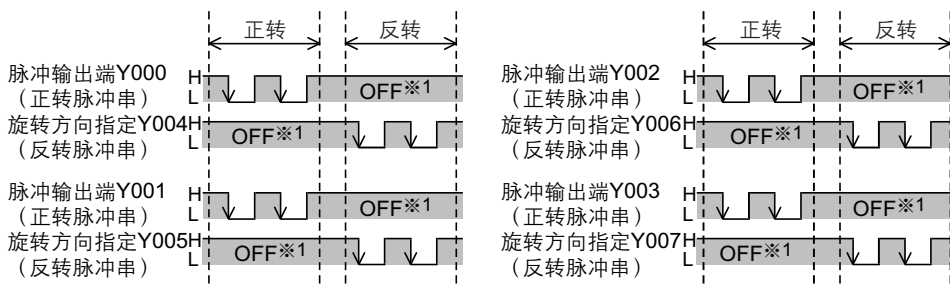 正转 反转
脉冲输出端Y000 H
（正转脉冲串） L OFF※1
旋转方向指定Y004 H
（反转脉冲串） L OFF※1
脉冲输出端Y001 H
（正转脉冲串） L OFF※1
旋转方向指定Y005 H
（反转脉冲串） L OFF※1
正转 反转
脉冲输出端Y002 H
（正转脉冲串） L OFF※1
旋转方向指定Y006 H
（反转脉冲串） L OFF※1
脉冲输出端Y003 H
（正转脉冲串） L OFF※1
旋转方向指定Y007 H
（反转脉冲串） L OFF※1